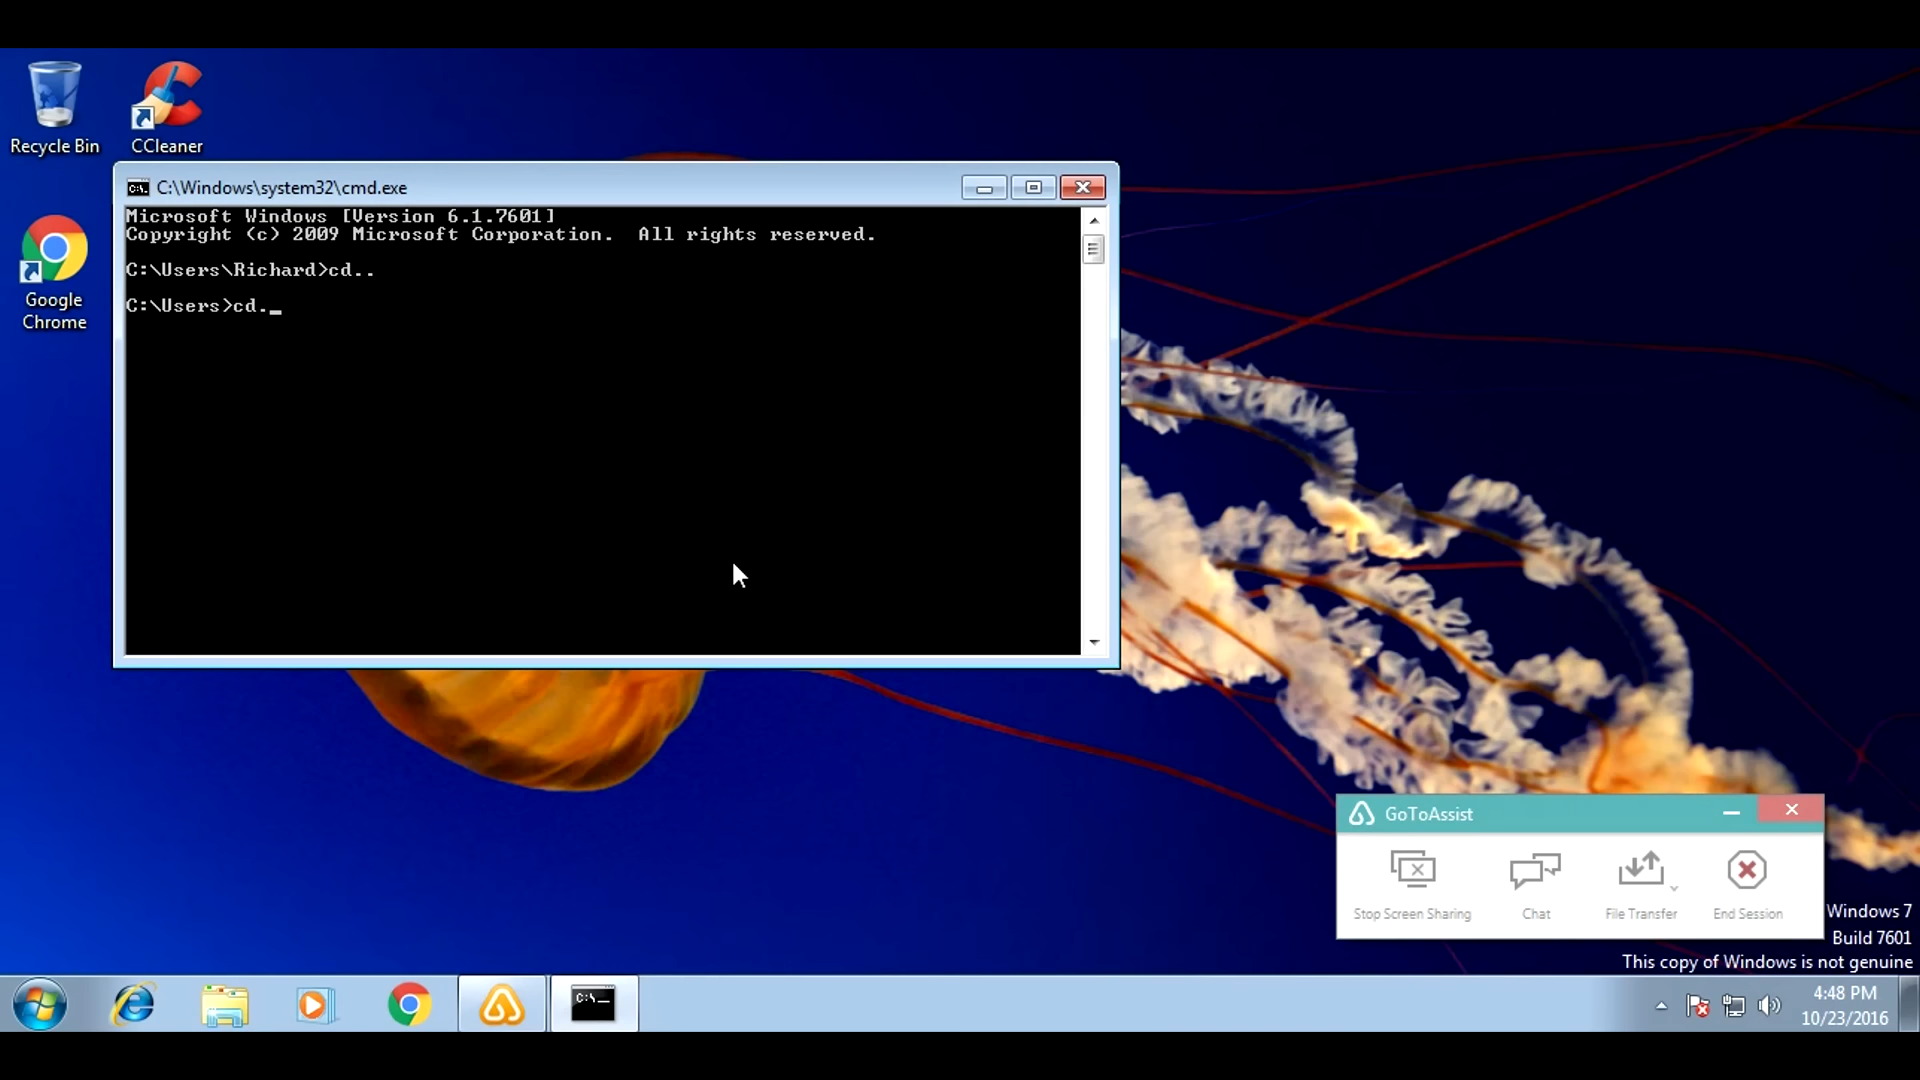 Recycle Bin
CCleaner
Google
Chrome
C:\Windows\system32\cmd.exe
Microsoft Windows [Version 6.1.7601]
Copyright (c) 2009 Microsoft Corporation.  All rights reserved.
C:\Users\Richard>cd..
C:\Users>cd._
GoToAssist
Stop Screen Sharing
Chat
File Transfer
End Session
Windows 7
Build 7601
This copy of Windows is not genuine
C:\_
4:48 PM
10/23/2016